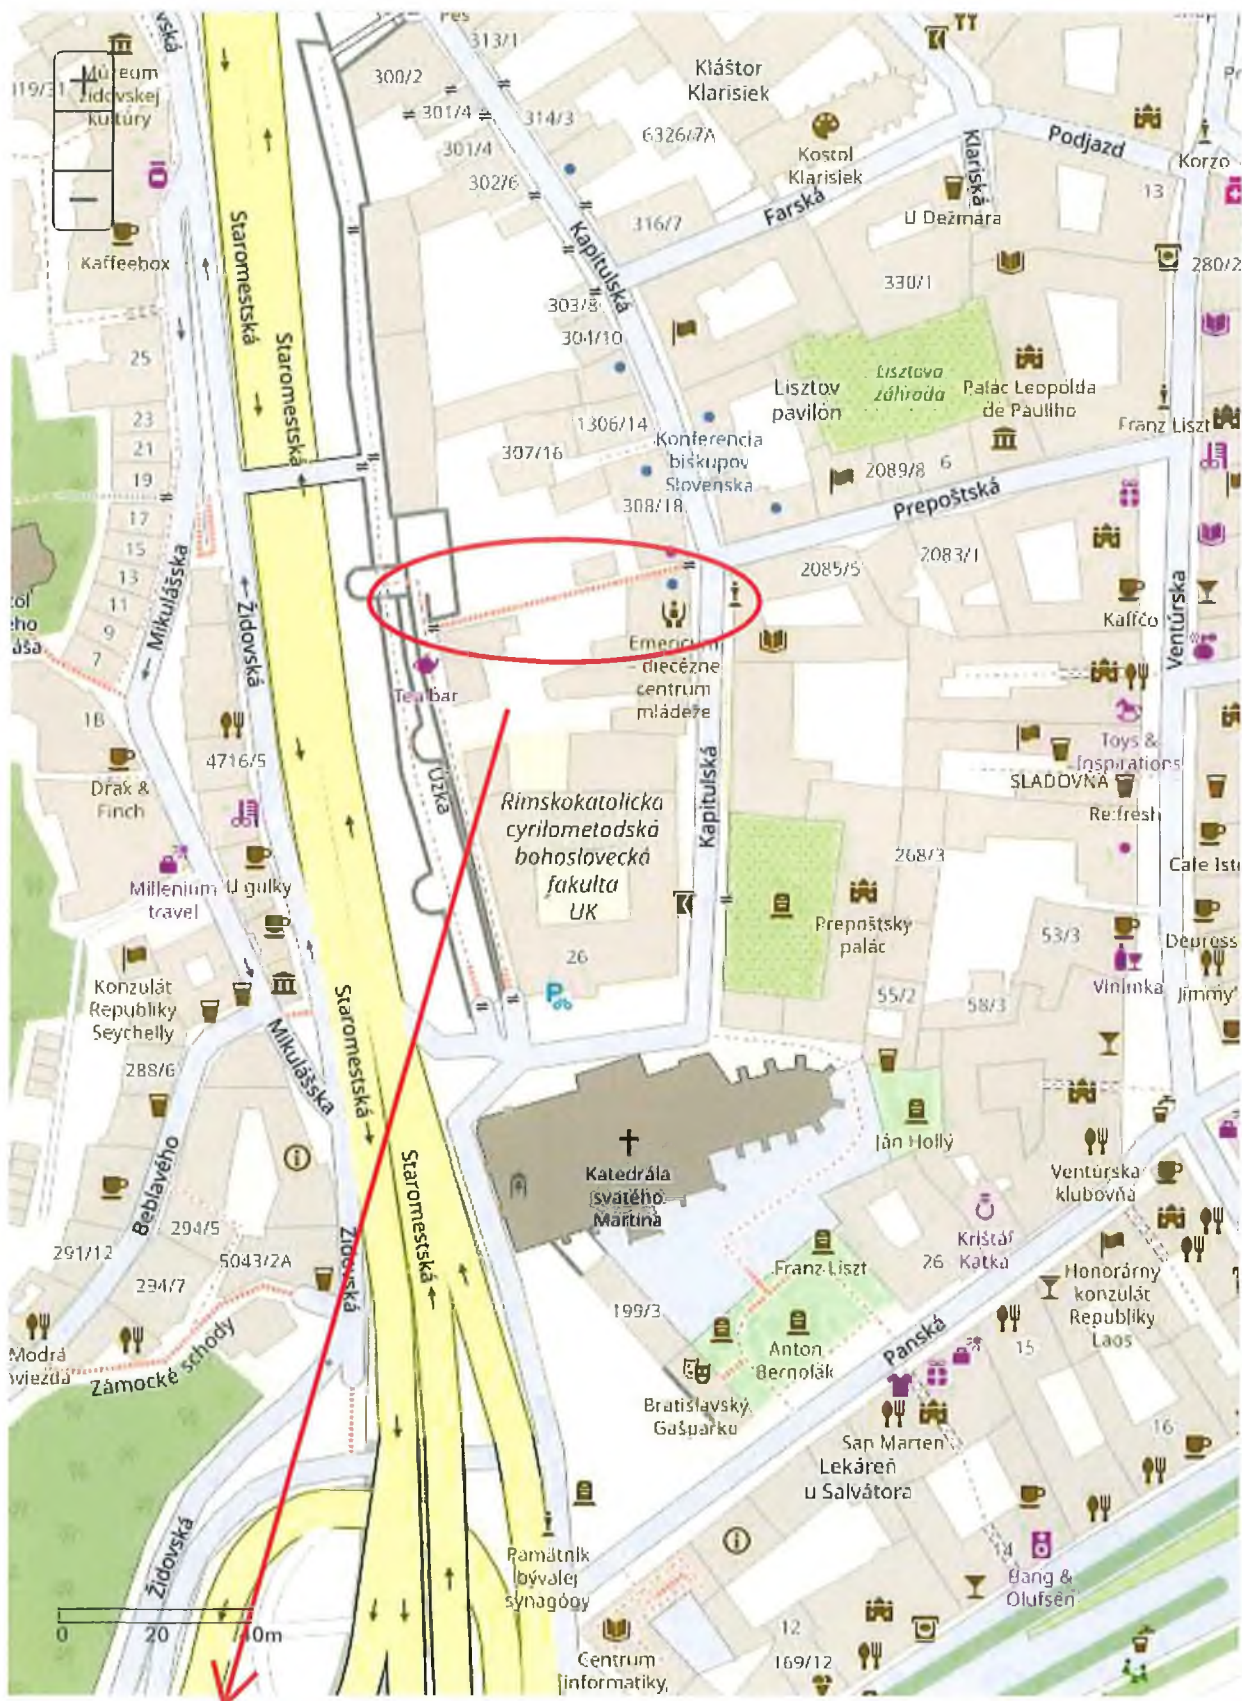 vská
Pes
313/1
Múzeum
židovskej
kultúry
119/31
300/2
301/4
314/3
301/4
302/6
Kláštor
Klarisiek
6326/7A
Kostol
Klarisiek
Klariská
Podjazd
Korzo
13
Farská
U Dežmára
316/7
Kapitulská
Kaffeebox
Staromestská
Staromestská
303/8
304/10
330/1
280/2
25
23
21
19
17
15
13
11
9
7
Lisztov
pavilón
Lisztova
záhrada
Palác Leopolda
de Pauliho
Franz Liszt
1306/14
307/16
Konferencia
biskupov
Slovenska
308/18
2089/8
6
Prepoštská
2083/1
2085/5
Mikulášska
Židovská
Kaffčo
Ventúrska
Emericum
- diecézne
centrum
mládeže
Tea bar
1B
4716/5
Drax &
Finch
Úzka
Kapitulská
Toys &
Inspirations
SLADOVŇA
Re:fresh
Rímskokatolícka
cyrilometodská
bohoslovecká
fakulta
UK
268/3
Millenium
travel
U gulky
Prepoštský
palác
53/3
Vininka
Jimmy'
26
55/2
58/3
Konzulát
Republiky
Seychelly
Mikulášska
Staromestská
288/6
Beblavého
Ján Hollý
Katedrála
svätého
Martina
Ventúrska
klubovňa
Staromestská
291/12
294/5
294/7
5043/2A
Židovská
Franz Liszt
26
Krištáľ
Katka
Honorárny
konzulát
Republiky
Laos
199/3
Panská
15
Anton
Bernolák
Modrá
hviezda
Zámocké schody
Bratislavský
Gašparko
San Marten
Lekáreň
u Salvátora
16
14
Židovská
Pamätník
bývalej
synagógy
Bang &
Olufsen
0 20 40m
12
169/12
Centrum
informatiky,